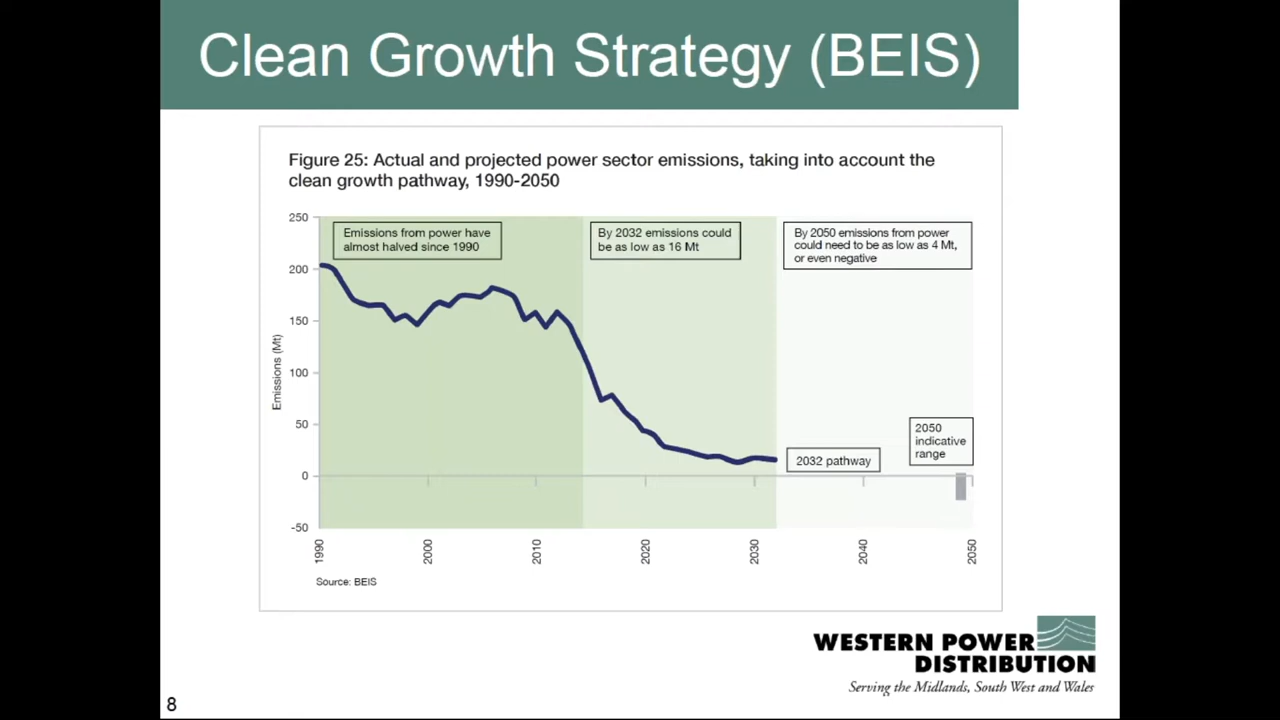 Clean Growth Strategy (BEIS)
Figure 25: Actual and projected power sector emissions, taking into account the
clean growth pathway, 1990-2050
250
200
150
100
50
0
-50
Emissions (Mt)
Emissions from power have
almost halved since 1990
By 2032 emissions could
be as low as 16 Mt
By 2050 emissions from power
could need to be as low as 4 Mt,
or even negative
2032 pathway
2050
indicative
range
1990
2000
2010
2020
2030
2040
2050
Source: BEIS
WESTERN POWER
DISTRIBUTION
Serving the Midlands, South West and Wales
8